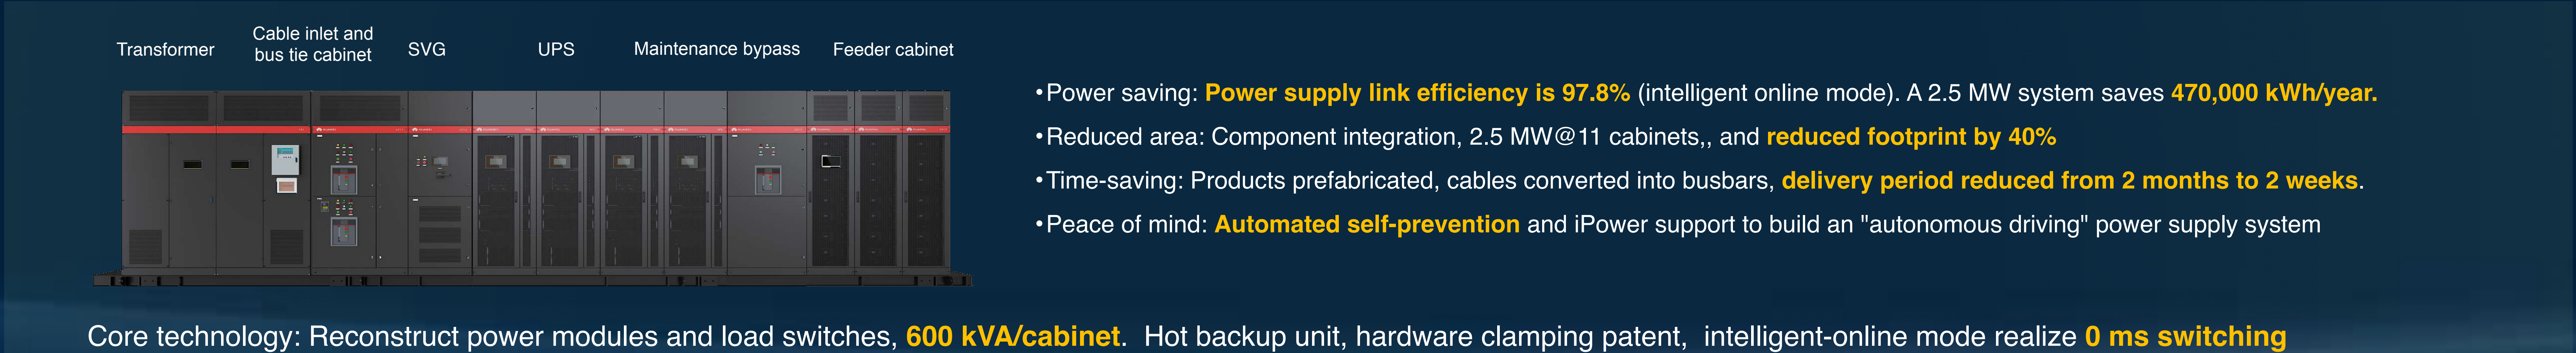 Transformer
Cable inlet and
bus tie cabinet
SVG
UPS
Maintenance bypass
Feeder cabinet
•Power saving: Power supply link efficiency is 97.8% (intelligent online mode). A 2.5 MW system saves 470,000 kWh/year.
•Reduced area: Component integration, 2.5 MW@11 cabinets,, and reduced footprint by 40%
•Time-saving: Products prefabricated, cables converted into busbars, delivery period reduced from 2 months to 2 weeks.
•Peace of mind: Automated self-prevention and iPower support to build an "autonomous driving" power supply system
Core technology: Reconstruct power modules and load switches, 600 kVA/cabinet. Hot backup unit, hardware clamping patent, intelligent-online mode realize 0 ms switching